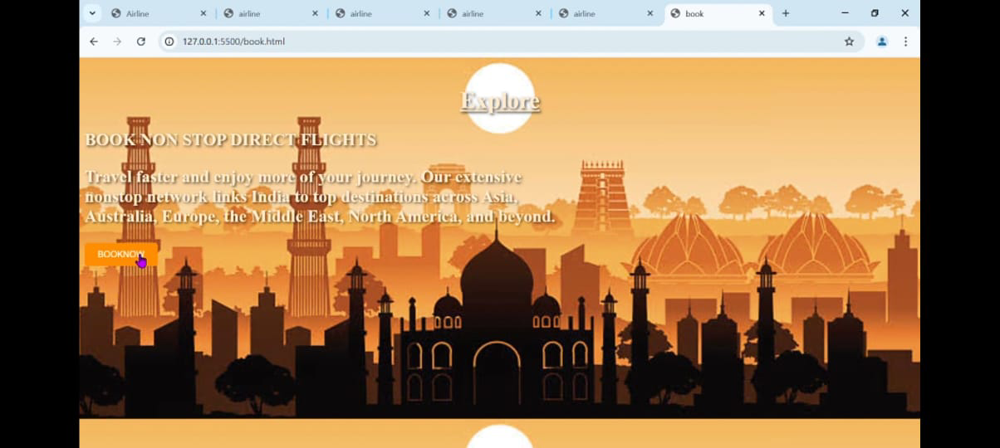 Airline
airline
airline
airline
airline
book
127.0.0.1:5500/book.html
Explore
BOOK NON STOP DIRECT FLIGHTS
Travel faster and enjoy more of your journey. Our extensive
nonstop network links India to top destinations across Asia,
Australia, Europe, the Middle East, North America, and beyond.
BOOKNOW